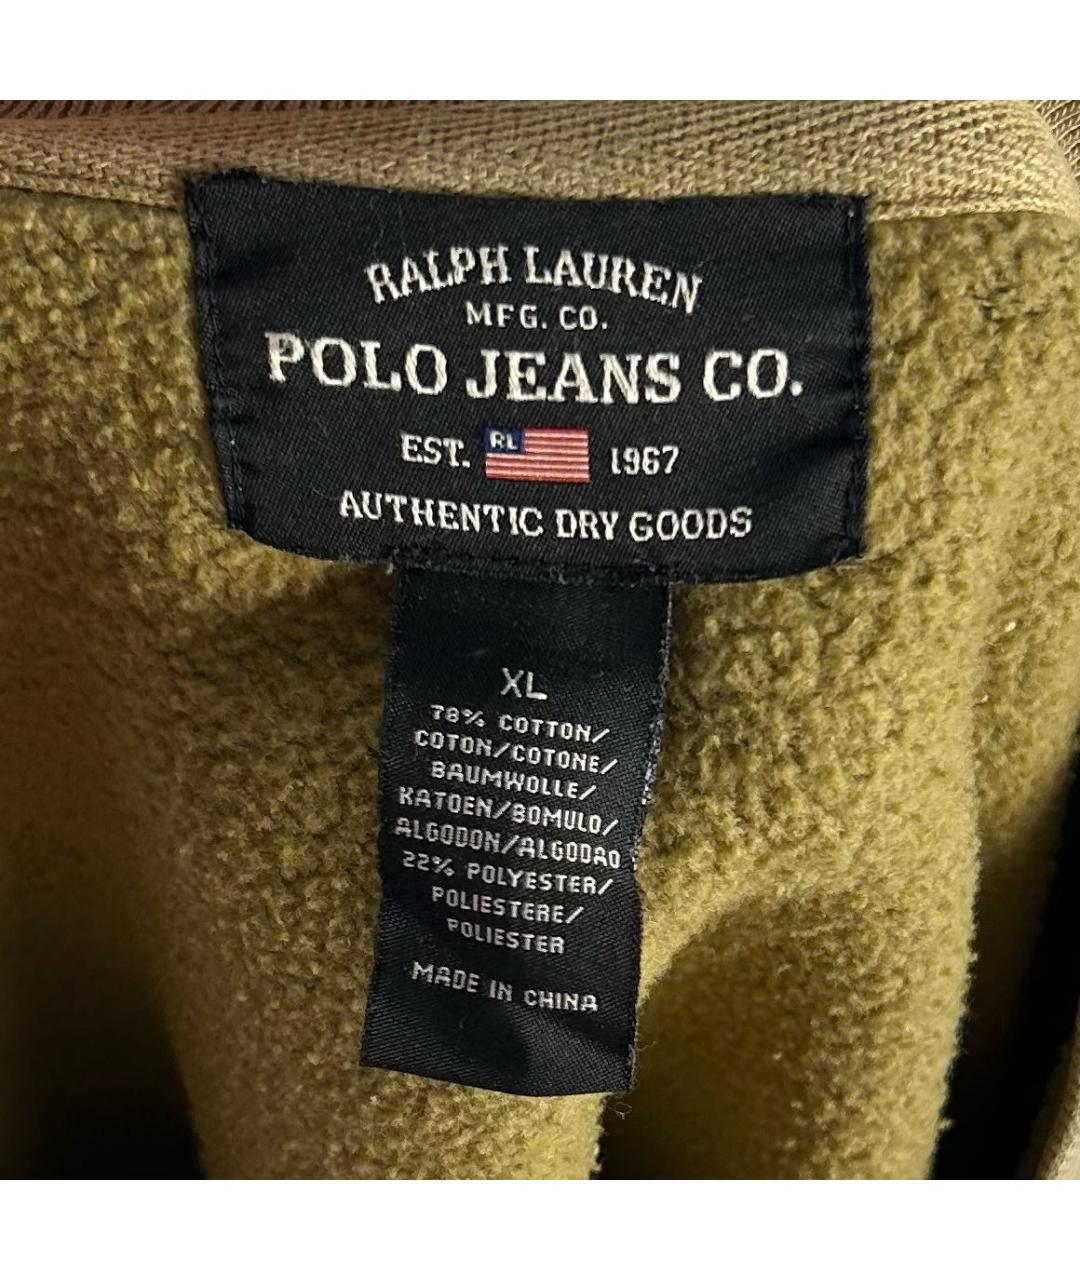 RALPH LAUREN
MFG. CO.
POLO JEANS CO.
EST. RL 1967
AUTHENTIC DRY GOODS
XL
78% COTTON/
COTON/COTONE/
BAUMWOLLE/
KATOEN/BOMULD/
ALGODON/ALGODAO
22% POLYESTER/
POLIESTERE/
POLIESTER
MADE IN CHINA